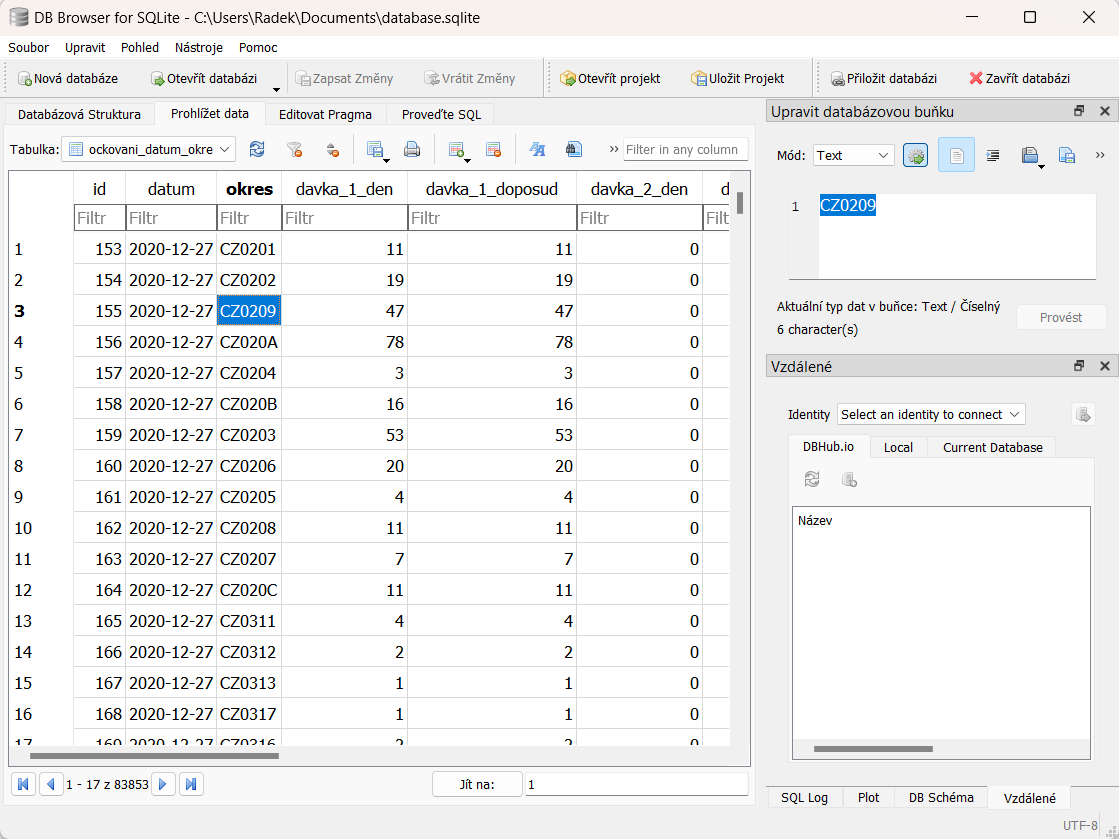 DB Browser for SQLite - C:\Users\Radek\Documents\database.sqlite
Soubor Upravit Pohled Nástroje Pomoc
Nová databáze Otevřít databázi Zapsat Změny Vrátit Změny Otevřít projekt Uložit Projekt Přiložit databázi Zavřít databázi
Databázová Struktura Prohlížet data Editovat Pragma Proveďte SQL
Tabulka: ockovani_datum_okre » Filter in any column
id datum okres davka_1_den davka_1_doposud davka_2_den d
Filtr Filtr Filtr Filtr Filtr Filtr Filt
1 153 2020-12-27 CZ0201 11 11 0
2 154 2020-12-27 CZ0202 19 19 0
3 155 2020-12-27 CZ0209 47 47 0
4 156 2020-12-27 CZ020A 78 78 0
5 157 2020-12-27 CZ0204 3 3 0
6 158 2020-12-27 CZ020B 16 16 0
7 159 2020-12-27 CZ0203 53 53 0
8 160 2020-12-27 CZ0206 20 20 0
9 161 2020-12-27 CZ0205 4 4 0
10 162 2020-12-27 CZ0208 11 11 0
11 163 2020-12-27 CZ0207 7 7 0
12 164 2020-12-27 CZ020C 11 11 0
13 165 2020-12-27 CZ0311 4 4 0
14 166 2020-12-27 CZ0312 2 2 0
15 167 2020-12-27 CZ0313 1 1 0
16 168 2020-12-27 CZ0317 1 1 0
17 169 2020-12-27 CZ0316 2 2 0
1 - 17 z 83853 Jít na: 1
Upravit databázovou buňku
Mód: Text »
1 CZ0209
Aktuální typ dat v buňce: Text / Číselný
6 character(s)
Provést
Vzdálené
Identity Select an identity to connect
DBHub.io Local Current Database
Název
SQL Log Plot DB Schéma Vzdálené
UTF-8